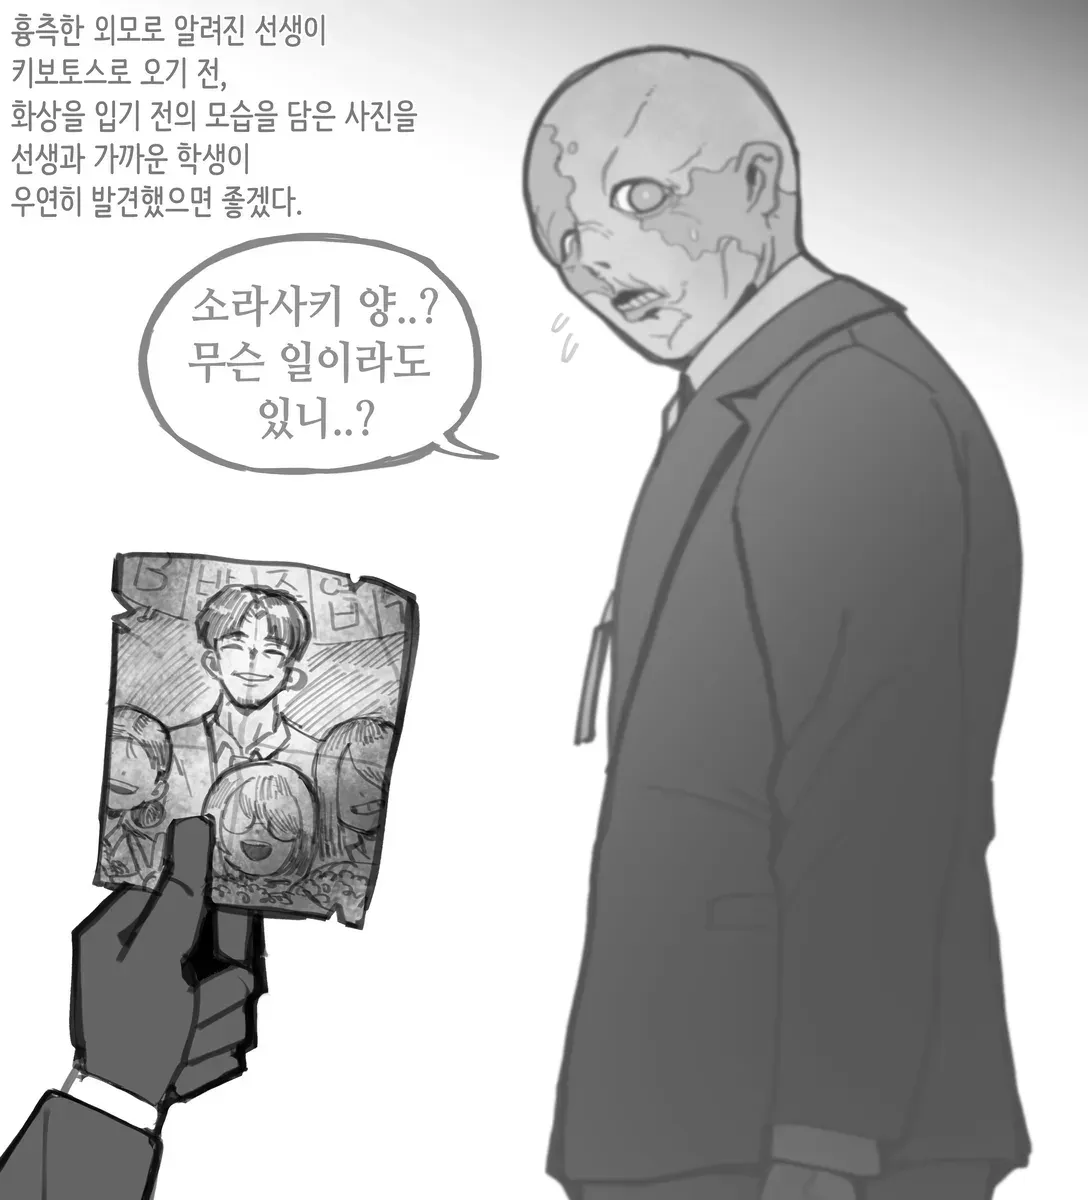 흉측한 외모로 알려진 선생이
키보토스로 오기 전,
화상을 입기 전의 모습을 담은 사진을
선생과 가까운 학생이
우연히 발견했으면 좋겠다.
소라사키 양..?
무슨 일이라도
있니..?